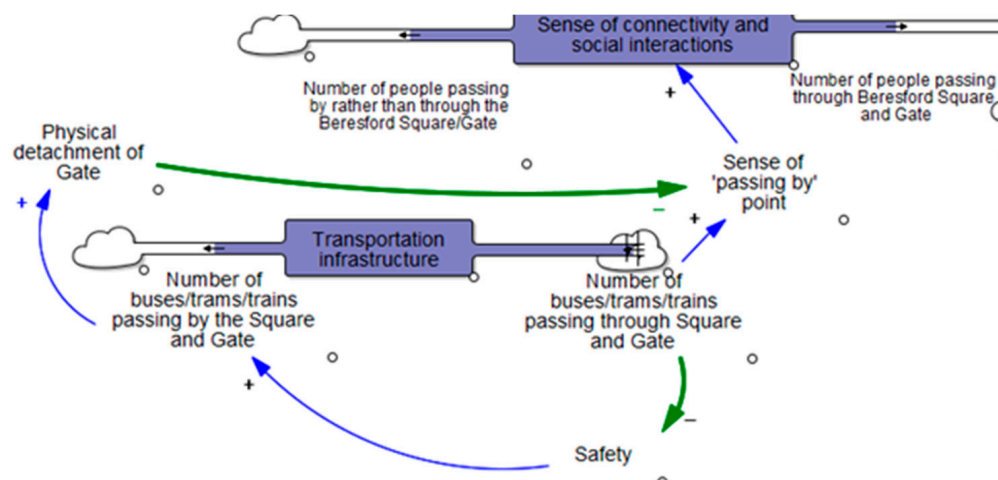 Sense of connectivity and
social interactions
Number of people passing
by rather than through the
Beresford Square/Gate
Number of people passing
through Beresford Square
and Gate
+
Physical
detachment of
Gate
Sense of
'passing by'
point
+
−
+
Transportation
infrastructure
Number of
buses/trams/trains
passing by the Square
and Gate
Number of
buses/trams/trains
passing through Square
and Gate
+
−
Safety